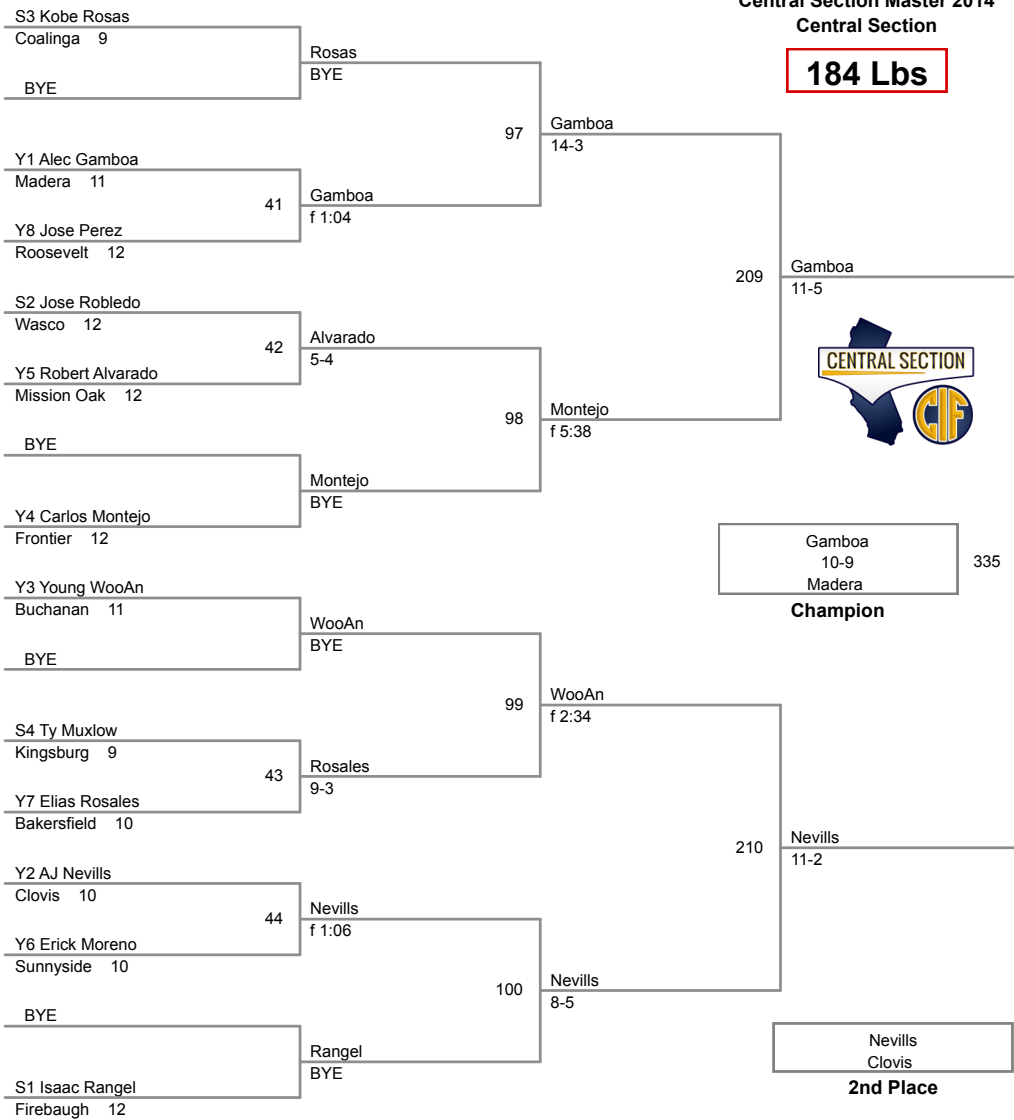 Central Section Master 2014
Central Section
184 Lbs
S3 Kobe Rosas
Coalinga 9
BYE
Rosas
BYE
Y1 Alec Gamboa
Madera 11
41
Y8 Jose Perez
Roosevelt 12
Gamboa
f 1:04
97
Gamboa
14-3
S2 Jose Robledo
Wasco 12
42
Y5 Robert Alvarado
Mission Oak 12
Alvarado
5-4
BYE
Y4 Carlos Montejo
Frontier 12
Montejo
BYE
98
Montejo
f 5:38
209
Gamboa
11-5
CENTRAL SECTION
CIF
Gamboa
10-9
Madera
335
Champion
Y3 Young WooAn
Buchanan 11
BYE
WooAn
BYE
S4 Ty Muxlow
Kingsburg 9
43
Y7 Elias Rosales
Bakersfield 10
Rosales
9-3
99
WooAn
f 2:34
Y2 AJ Nevills
Clovis 10
44
Y6 Erick Moreno
Sunnyside 10
Nevills
f 1:06
BYE
S1 Isaac Rangel
Firebaugh 12
Rangel
BYE
100
Nevills
8-5
210
Nevills
11-2
Nevills
Clovis
2nd Place